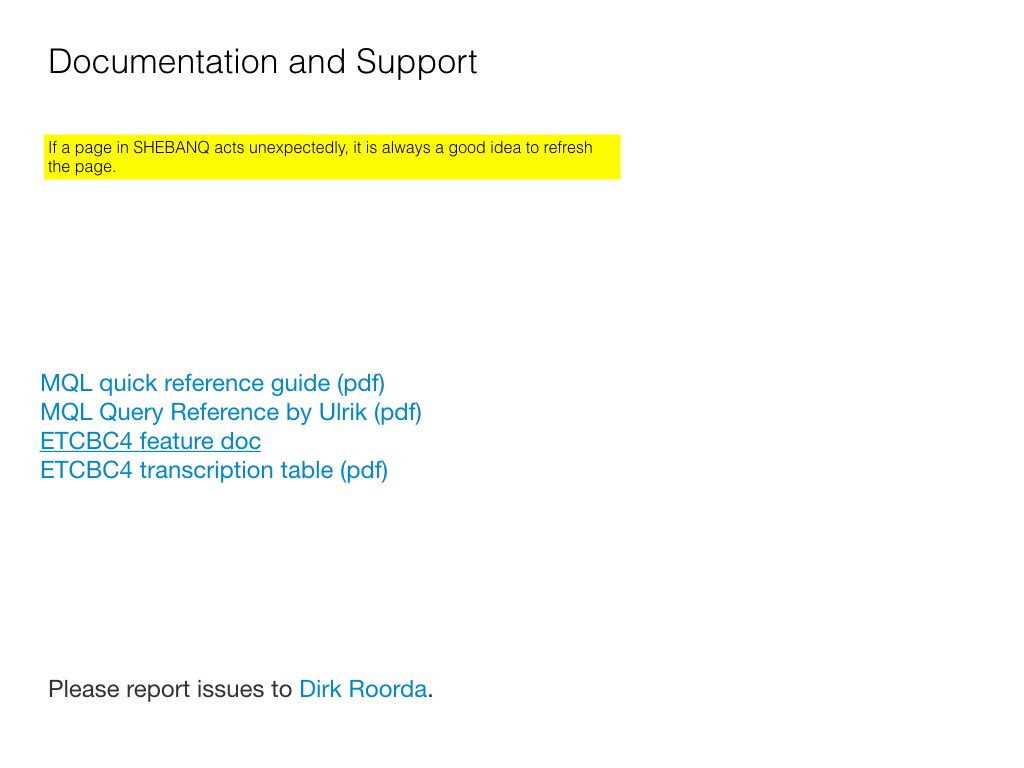 Documentation and Support
If a page in SHEBANQ acts unexpectedly, it is always a good idea to refresh
the page.
MQL quick reference guide (pdf)
MQL Query Reference by Ulrik (pdf)
ETCBC4 feature doc
ETCBC4 transcription table (pdf)
Please report issues to Dirk Roorda.